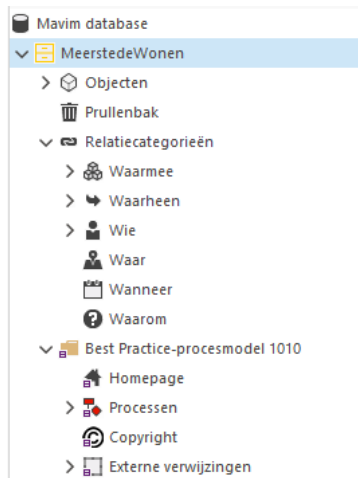 Mavim database
MeerstedeWonen
Objecten
Prullenbak
Relatiecategorieën
Waarmee
Waarheen
Wie
Waar
Wanneer
Waarom
Best Practice-procesmodel 1010
Homepage
Processen
Copyright
Externe verwijzingen